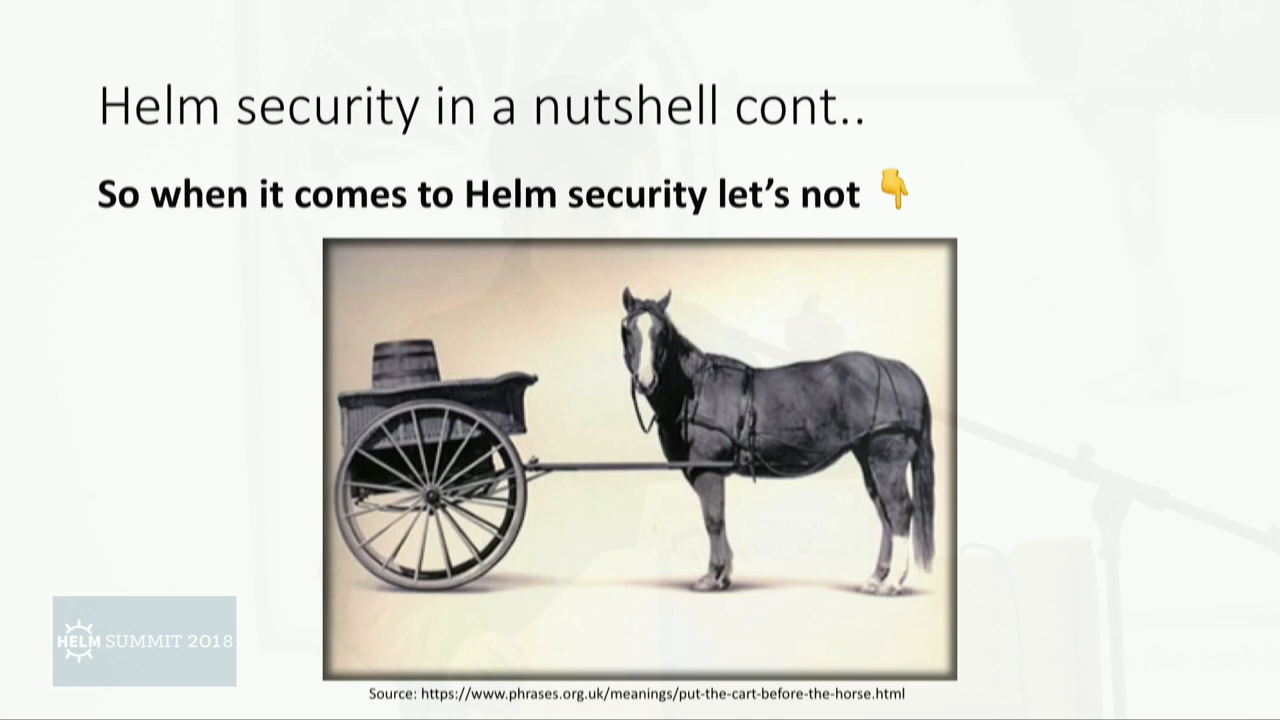 Helm security in a nutshell cont..
So when it comes to Helm security let’s not 👇
HELM SUMMIT 2018
Source: https://www.phrases.org.uk/meanings/put-the-cart-before-the-horse.html